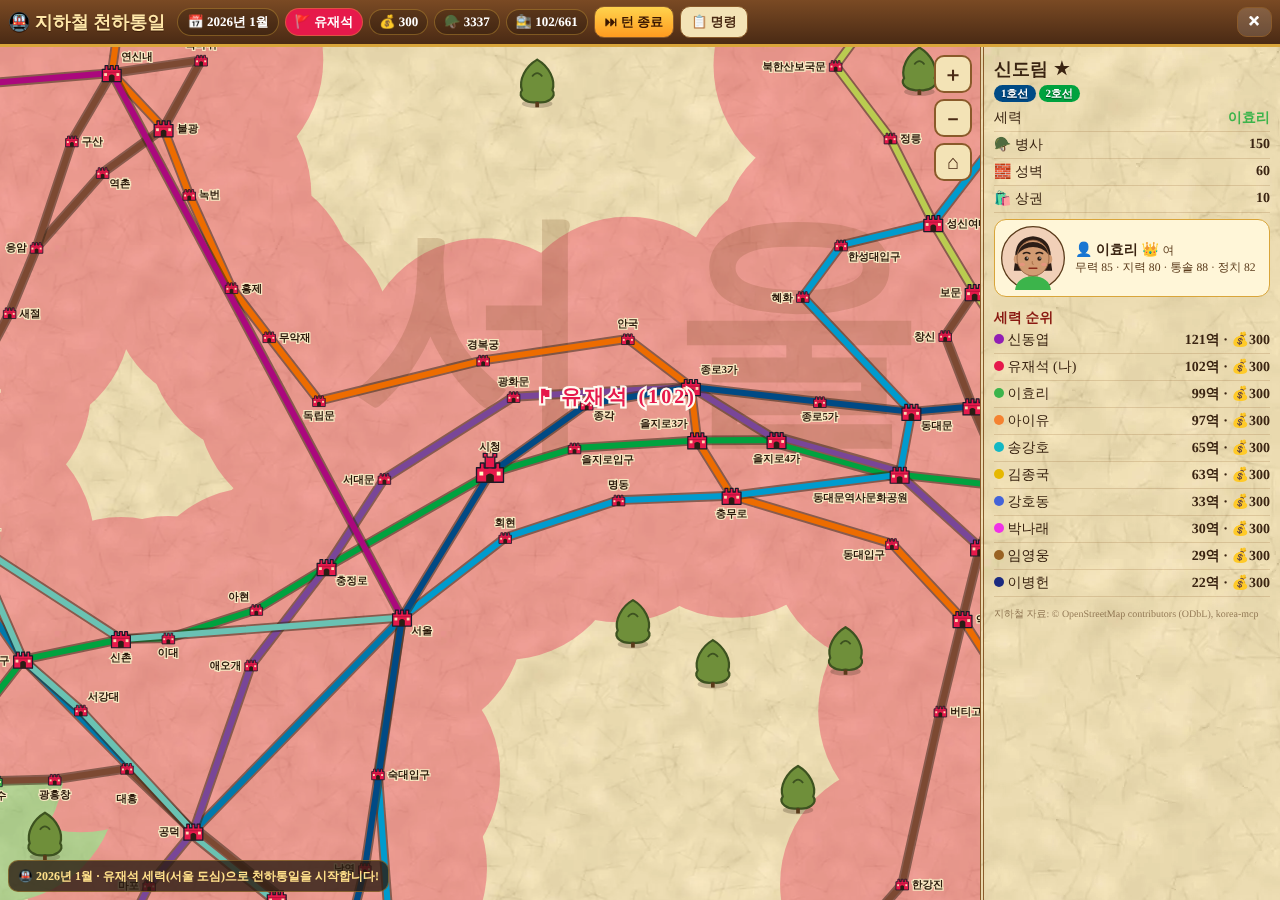 지하철 천하통일
2026년 1월
유재석
300
3337
102/661
턴 종료
명령
연신내
불광
구산
역촌
녹번
응암
새절
홍제
무악재
독립문
경복궁
안국
광화문
종로3가
종각
종로5가
동대문
을지로3가
을지로입구
을지로4가
시청
서대문
명동
회현
충무로
동대문역사문화공원
동대입구
충정로
아현
서울
신촌
이대
애오개
서강대
숙대입구
광흥창
대흥
공덕
버티고
한강진
북한산보국문
정릉
한성대입구
혜화
보문
창신
서울
유재석 (102)
2026년 1월 · 유재석 세력(서울 도심)으로 천하통일을 시작합니다!
신도림 ★
1호선 2호선
세력 이효리
병사 150
성벽 60
상권 10
이효리 여
무력 85 · 지력 80 · 통솔 88 · 정치 82
세력 순위
신동엽 121역 · 300
유재석 (나) 102역 · 300
이효리 99역 · 300
아이유 97역 · 300
송강호 65역 · 300
김종국 63역 · 300
강호동 33역 · 300
박나래 30역 · 300
임영웅 29역 · 300
이병헌 22역 · 300
지하철 자료: © OpenStreetMap contributors (ODbL), korea-mcp